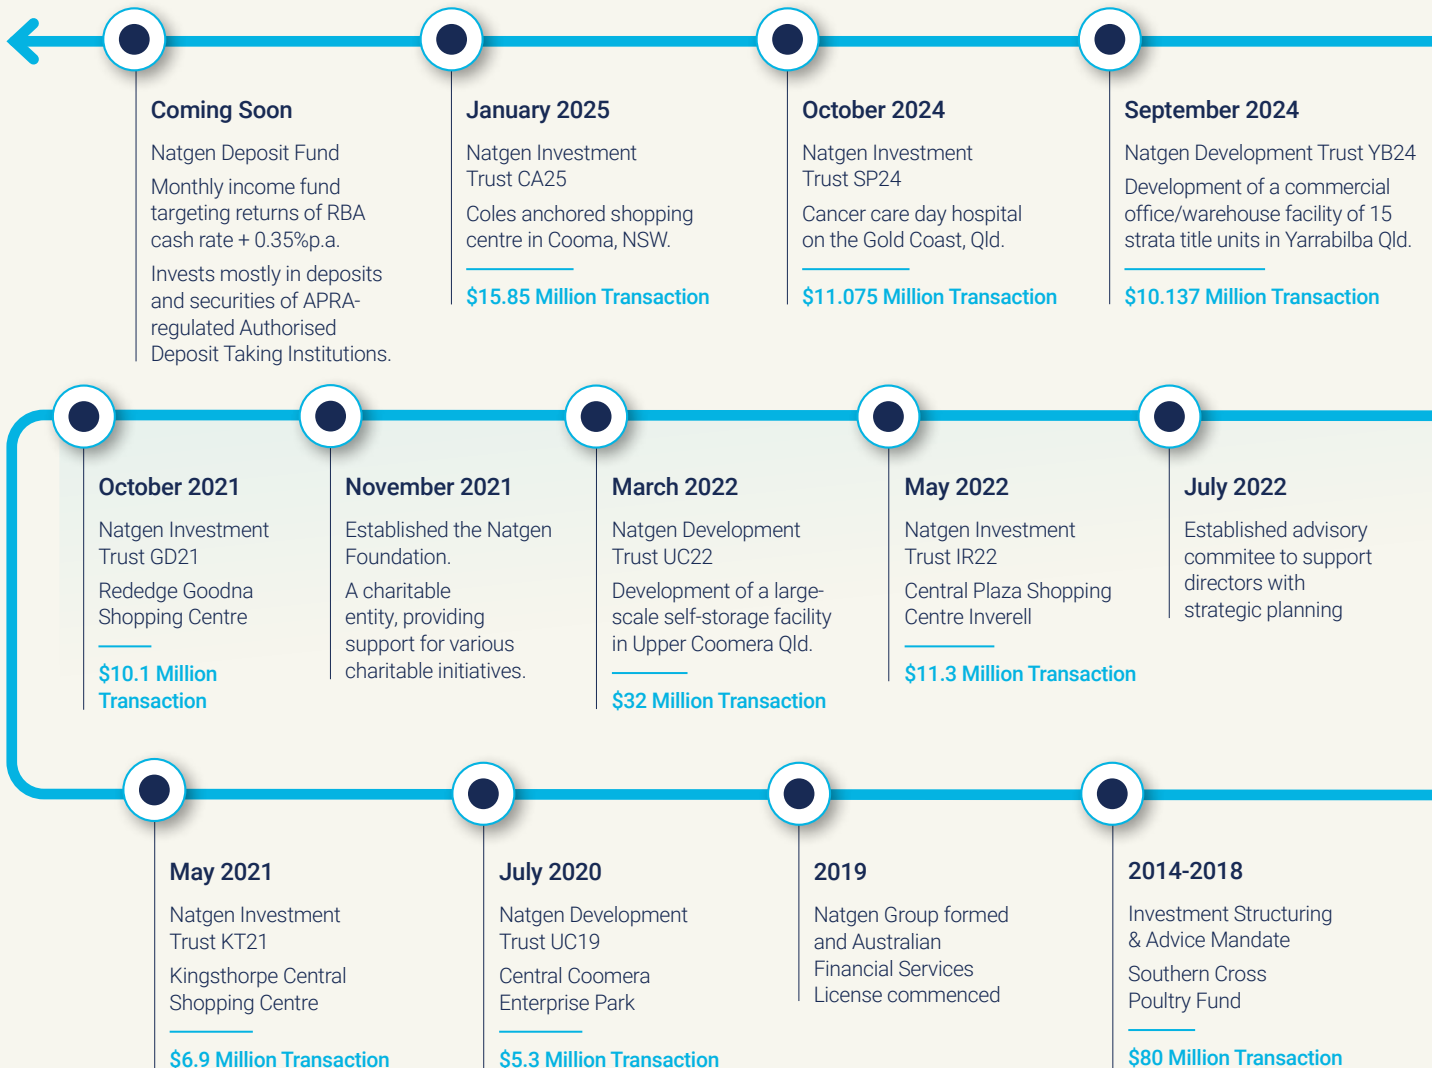 Coming Soon
Natgen Deposit Fund
Monthly income fund
targeting returns of RBA
cash rate + 0.35%p.a.
Invests mostly in deposits
and securities of APRA-
regulated Authorised
Deposit Taking Institutions.
January 2025
Natgen Investment
Trust CA25
Coles anchored shopping
centre in Cooma, NSW.
$15.85 Million Transaction
October 2024
Natgen Investment
Trust SP24
Cancer care day hospital
on the Gold Coast, Qld.
$11.075 Million Transaction
September 2024
Natgen Development Trust YB24
Development of a commercial
office/warehouse facility of 15
strata title units in Yarrabilba Qld.
$10.137 Million Transaction
October 2021
Natgen Investment
Trust GD21
Rededge Goodna
Shopping Centre
$10.1 Million
Transaction
November 2021
Established the Natgen
Foundation.
A charitable
entity, providing
support for various
charitable initiatives.
March 2022
Natgen Development
Trust UC22
Development of a large-
scale self-storage facility
in Upper Coomera Qld.
$32 Million Transaction
May 2022
Natgen Investment
Trust IR22
Central Plaza Shopping
Centre Inverell
$11.3 Million Transaction
July 2022
Established advisory
commitee to support
directors with
strategic planning
May 2021
Natgen Investment
Trust KT21
Kingsthorpe Central
Shopping Centre
$6.9 Million Transaction
July 2020
Natgen Development
Trust UC19
Central Coomera
Enterprise Park
$5.3 Million Transaction
2019
Natgen Group formed
and Australian
Financial Services
License commenced
2014-2018
Investment Structuring
& Advice Mandate
Southern Cross
Poultry Fund
$80 Million Transaction